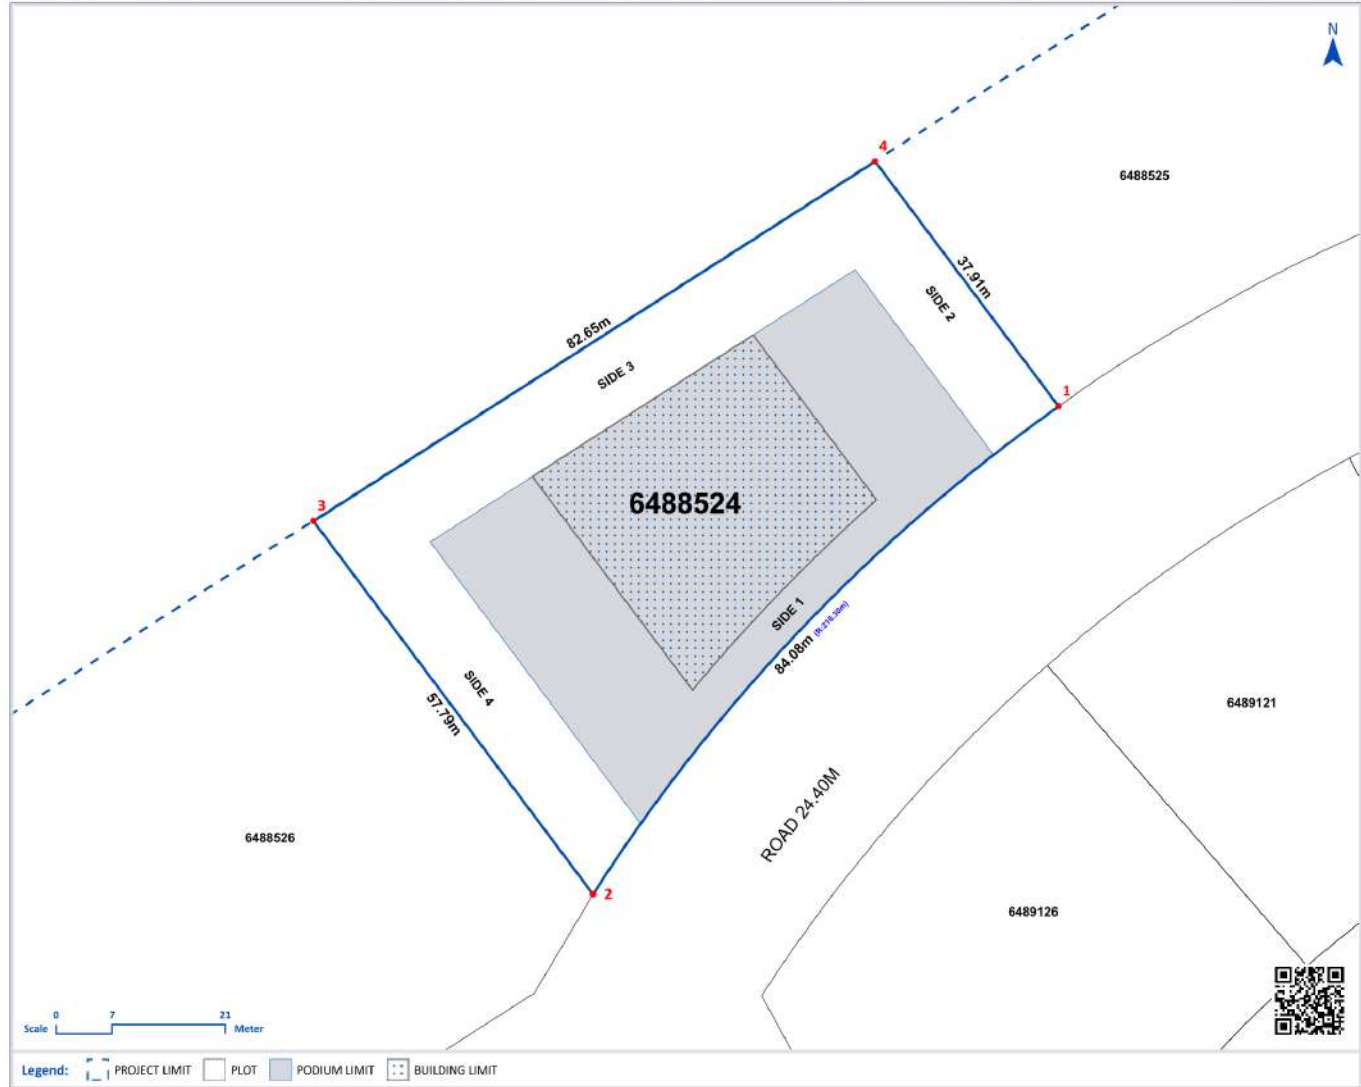 N
4
6488525
37.91m
SIDE 2
82.65m
SIDE 3
1
3
6488524
SIDE 1
84.08m (R:218.30m)
SIDE 4
57.79m
6489121
ROAD 24.40M
6488526
2
6489126
0 7 21
Scale Meter
Legend: PROJECT LIMIT PLOT PODIUM LIMIT BUILDING LIMIT